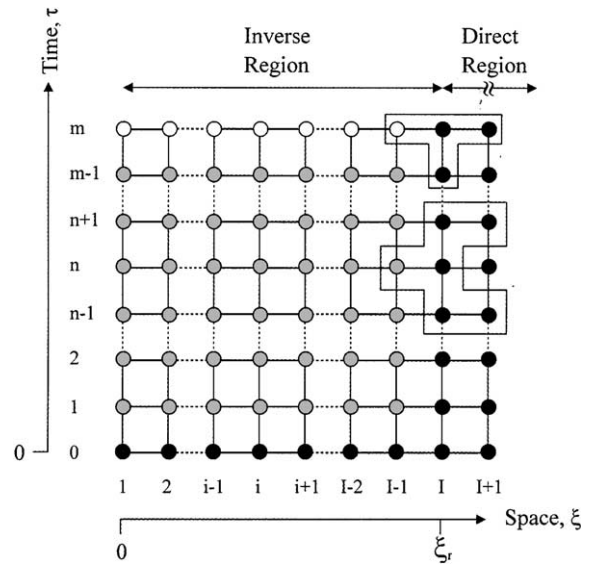 Time, τ
Inverse
Region
Direct
Region
m
m-1
n+1
n
n-1
2
1
0
0
1 2 i-1 i i+1 I-2 I-1 I I+1
Space, ξ
0 ξr